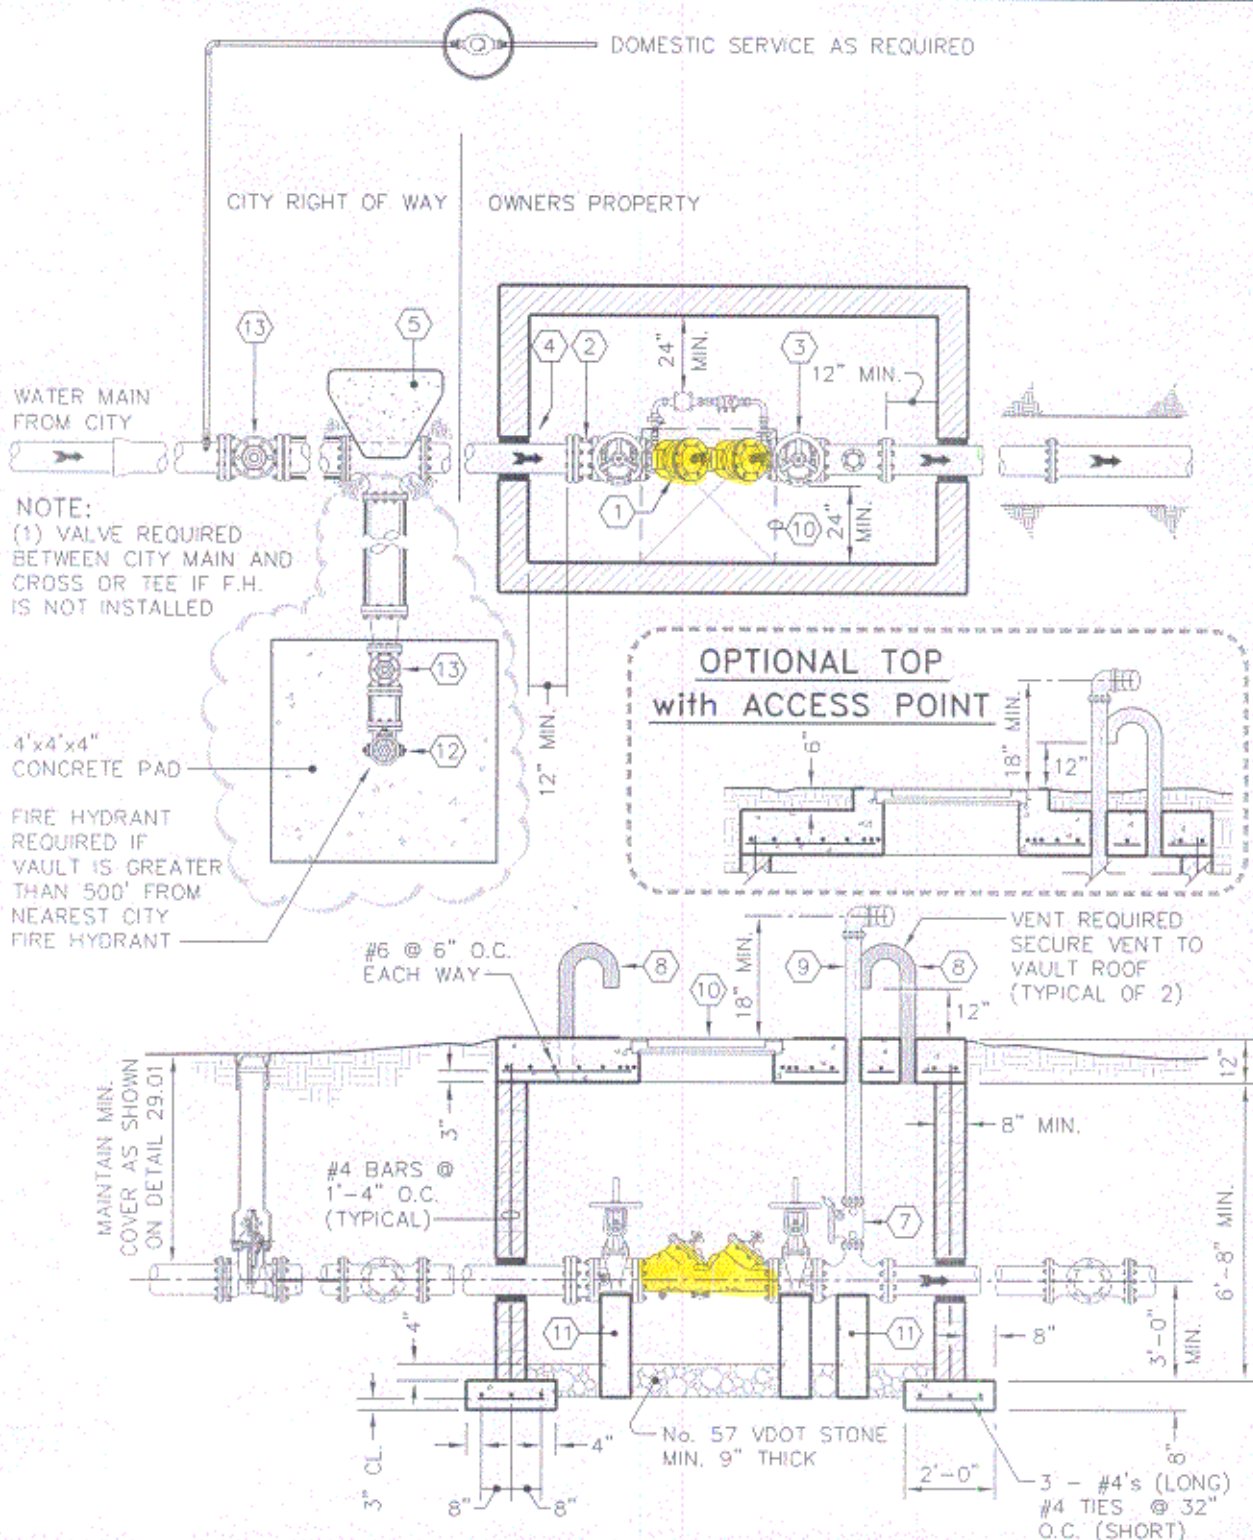 DOMESTIC SERVICE AS REQUIRED
CITY RIGHT OF WAY
OWNERS PROPERTY
13
5
4
2
24" MIN.
3
12" MIN.
WATER MAIN
FROM CITY
1
10
24" MIN.
NOTE:
(1) VALVE REQUIRED
BETWEEN CITY MAIN AND
CROSS OR TEE IF F.H.
IS NOT INSTALLED
13
12
12" MIN.
4'x4'x4"
CONCRETE PAD
FIRE HYDRANT
REQUIRED IF
VAULT IS GREATER
THAN 500' FROM
NEAREST CITY
FIRE HYDRANT
OPTIONAL TOP
with ACCESS POINT
6"
18" MIN.
12"
#6 @ 6" O.C.
EACH WAY
8
10
18" MIN.
9
8
VENT REQUIRED
SECURE VENT TO
VAULT ROOF
(TYPICAL OF 2)
12"
12"
MAINTAIN MIN.
COVER AS SHOWN
ON DETAIL 29.01
3"
#4 BARS @
1'-4" O.C.
(TYPICAL)
8" MIN.
7
6'-8" MIN
11
11
4"
8"
3'-0"
MIN.
3" CL.
4"
8"
8"
No. 57 VDOT STONE
MIN. 9" THICK
2'-0"
8"
3 - #4's (LONG)
#4 TIES @ 32"
O.C. (SHORT)